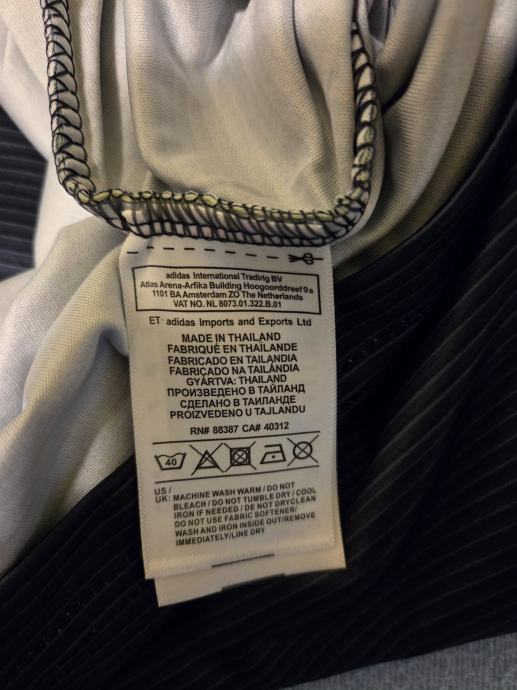 adidas International Tradirig BV
Atlas Arena-Arfika Building Hoogoorddreef 9a
1101 BA Amsterdam ZO The Netherlands
VAT NO. NL 8073.01.322.B.01
ET: adidas Imports and Exports Ltd
MADE IN THAILAND
FABRIQUÉ EN THAÏLANDE
FABRICADO EN TAILANDIA
FABRICADO NA TAILÂNDIA
GYÁRTVA: THAILAND
ПРОИЗВЕДЕНО В ТАЙЛАНД
СДЕЛАНО В ТАИЛАНДЕ
PROIZVEDENO U TAJLANDU
RN# 88387 CA# 40312
40
US /
UK: MACHINE WASH WARM / DO NOT
BLEACH / DO NOT TUMBLE DRY / COOL
IRON IF NEEDED / DE NOT DRYCLEAN
DO NOT USE FABRIC SOFTENER/
WASH AND IRON INSIDE OUT/REMOVE
IMMEDIATELY/LINE DRY